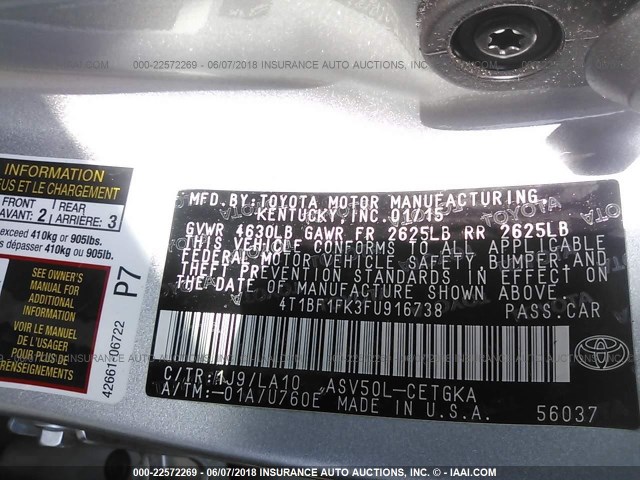 000-22572269 - 06/07/2018 - INSURANCE AUTO AUCTIONS, INC. - © IAAI.COM
INFORMATION
S ET LE CHARGEMENT
FRONT AVANT: 2 REAR ARRIÈRE: 3
exceed 410kg or 905lbs.
is dépasser 410kg ou 905lb.
SEE OWNER'S
MANUAL FOR
ADDITIONAL
INFORMATION
VOIR LE MANUEL
DE L'USAGER
POUR PLUS DE
RENSEIGNEMENTS
P7
42661-06722
MFD. BY: TOYOTA MOTOR MANUFACTURING,
KENTUCKY, INC. 01/15
GVWR 4630LB GAWR FR 2625LB RR 2625LB
THIS VEHICLE CONFORMS TO ALL APPLICABLE
FEDERAL MOTOR VEHICLE SAFETY, BUMPER AND
THEFT PREVENTION STANDARDS IN EFFECT ON
THE DATE OF MANUFACTURE SHOWN ABOVE.
4T1BF1FK3FU916738 PASS.CAR
C/TR: 1J9/LA10 ASV50L-CETGKA
A/TM:-01A/U760E MADE IN U.S.A. 56037
000-22572269 - 06/07/2018 - INSURANCE AUTO AUCTIONS, INC. - © IAAI.COM